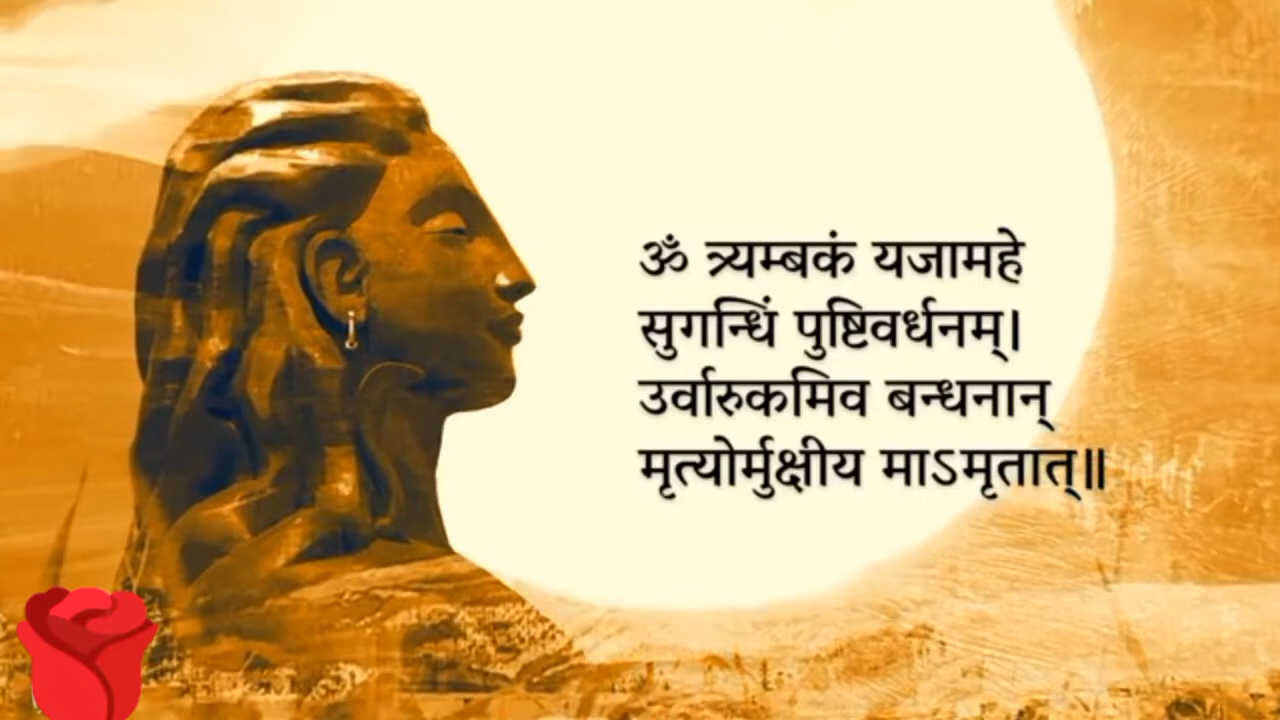 ॐ त्र्यम्बकं यजामहे
सुगन्धिं पुष्टिवर्धनम्।
उर्वारुकमिव बन्धनान्
मृत्योर्मुक्षीय माऽमृतात्॥